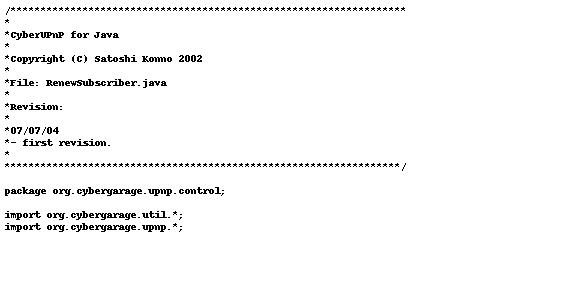 /******************************************************************
*
*CyberUPnP for Java
*
*Copyright (C) Satoshi Konno 2002
*
*File: RenewSubscriber.java
*
*Revision:
*
*07/07/04
*- first revision.
*
******************************************************************/
package org.cybergarage.upnp.control;
import org.cybergarage.util.*;
import org.cybergarage.upnp.*;